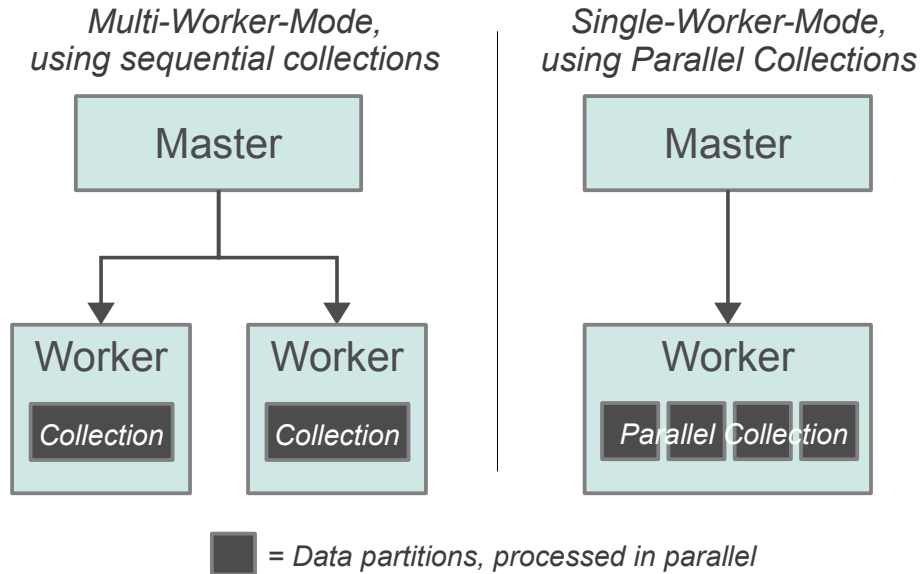 Multi-Worker-Mode,
using sequential collections
Master
Worker
Collection
Worker
Collection
Single-Worker-Mode,
using Parallel Collections
Master
Worker
Parallel Collection
= Data partitions, processed in parallel